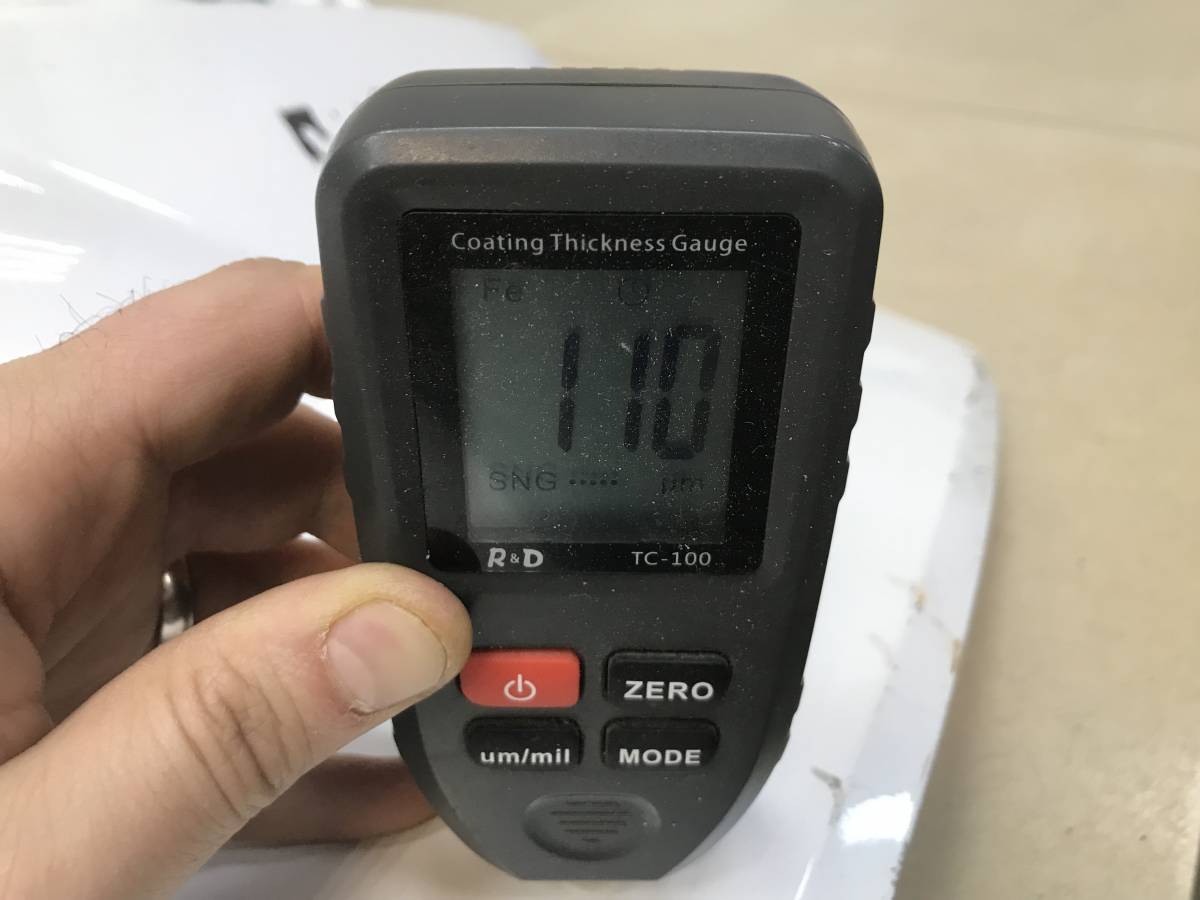 Coating Thickness Gauge
Fe
110
SNG ..... µm
R&D TC-100
ZERO
um/mil MODE